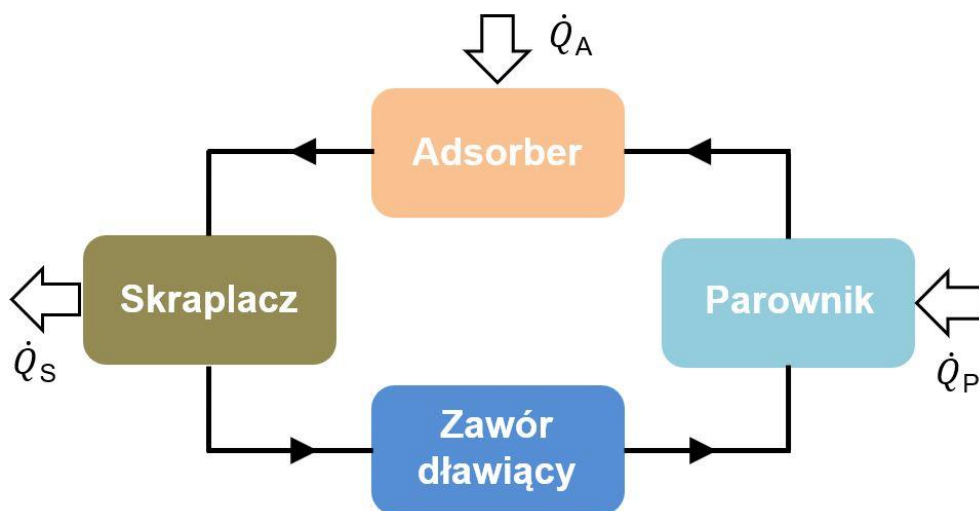 Q̇A
Adsorber
Skraplacz
Parownik
Q̇S
Q̇P
Zawór
dławiący